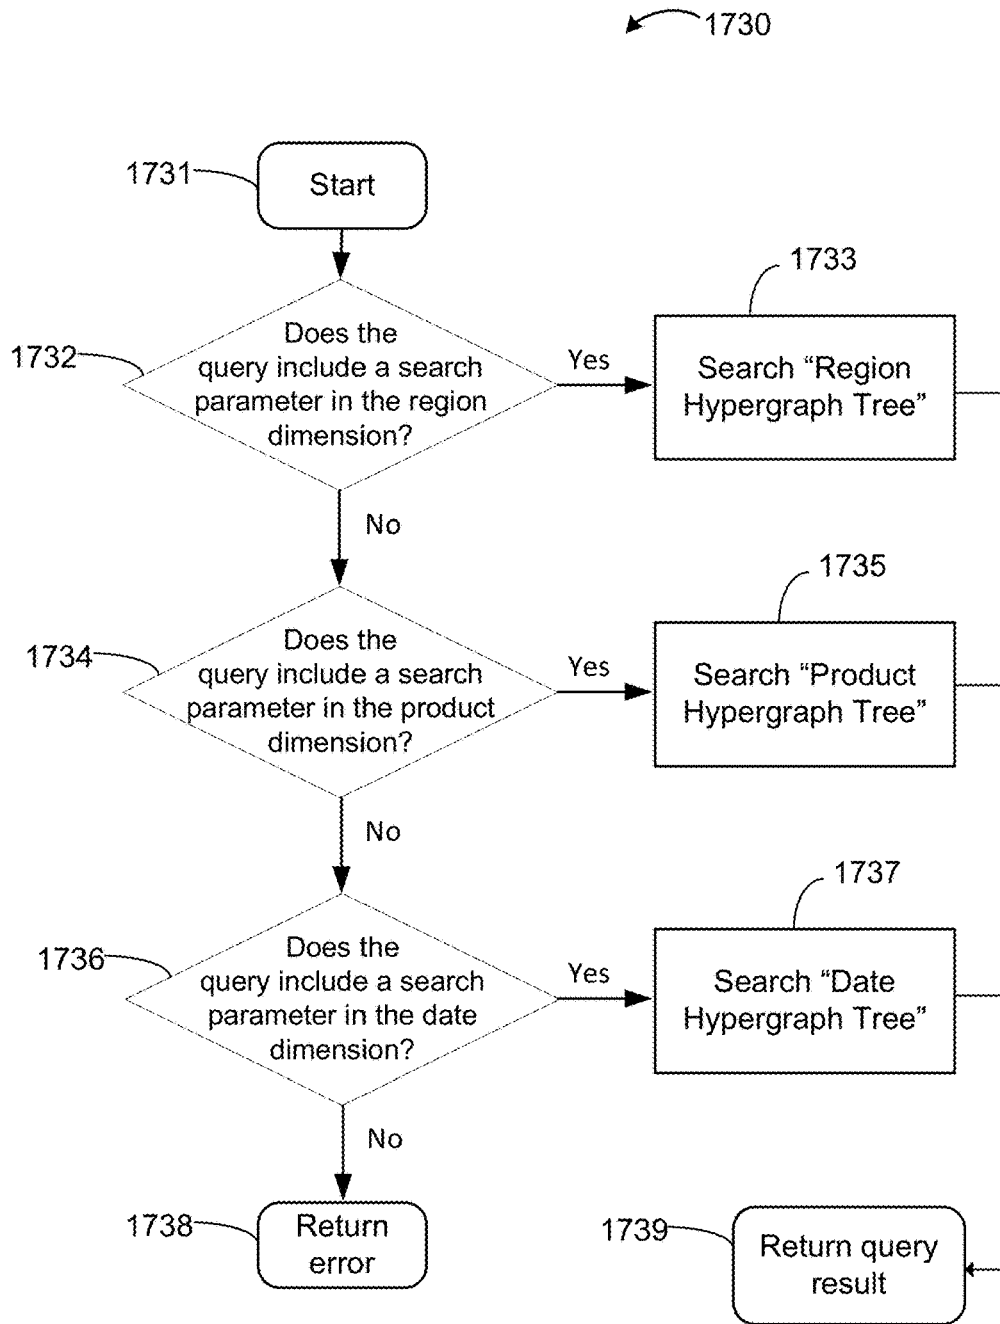 1730
1731
Start
1732
Does the
query include a search
parameter in the region
dimension?
Yes
1733
Search “Region
Hypergraph Tree”
No
1734
Does the
query include a search
parameter in the product
dimension?
Yes
1735
Search “Product
Hypergraph Tree”
No
1736
Does the
query include a search
parameter in the date
dimension?
Yes
1737
Search “Date
Hypergraph Tree”
No
1738
Return
error
1739
Return query
result